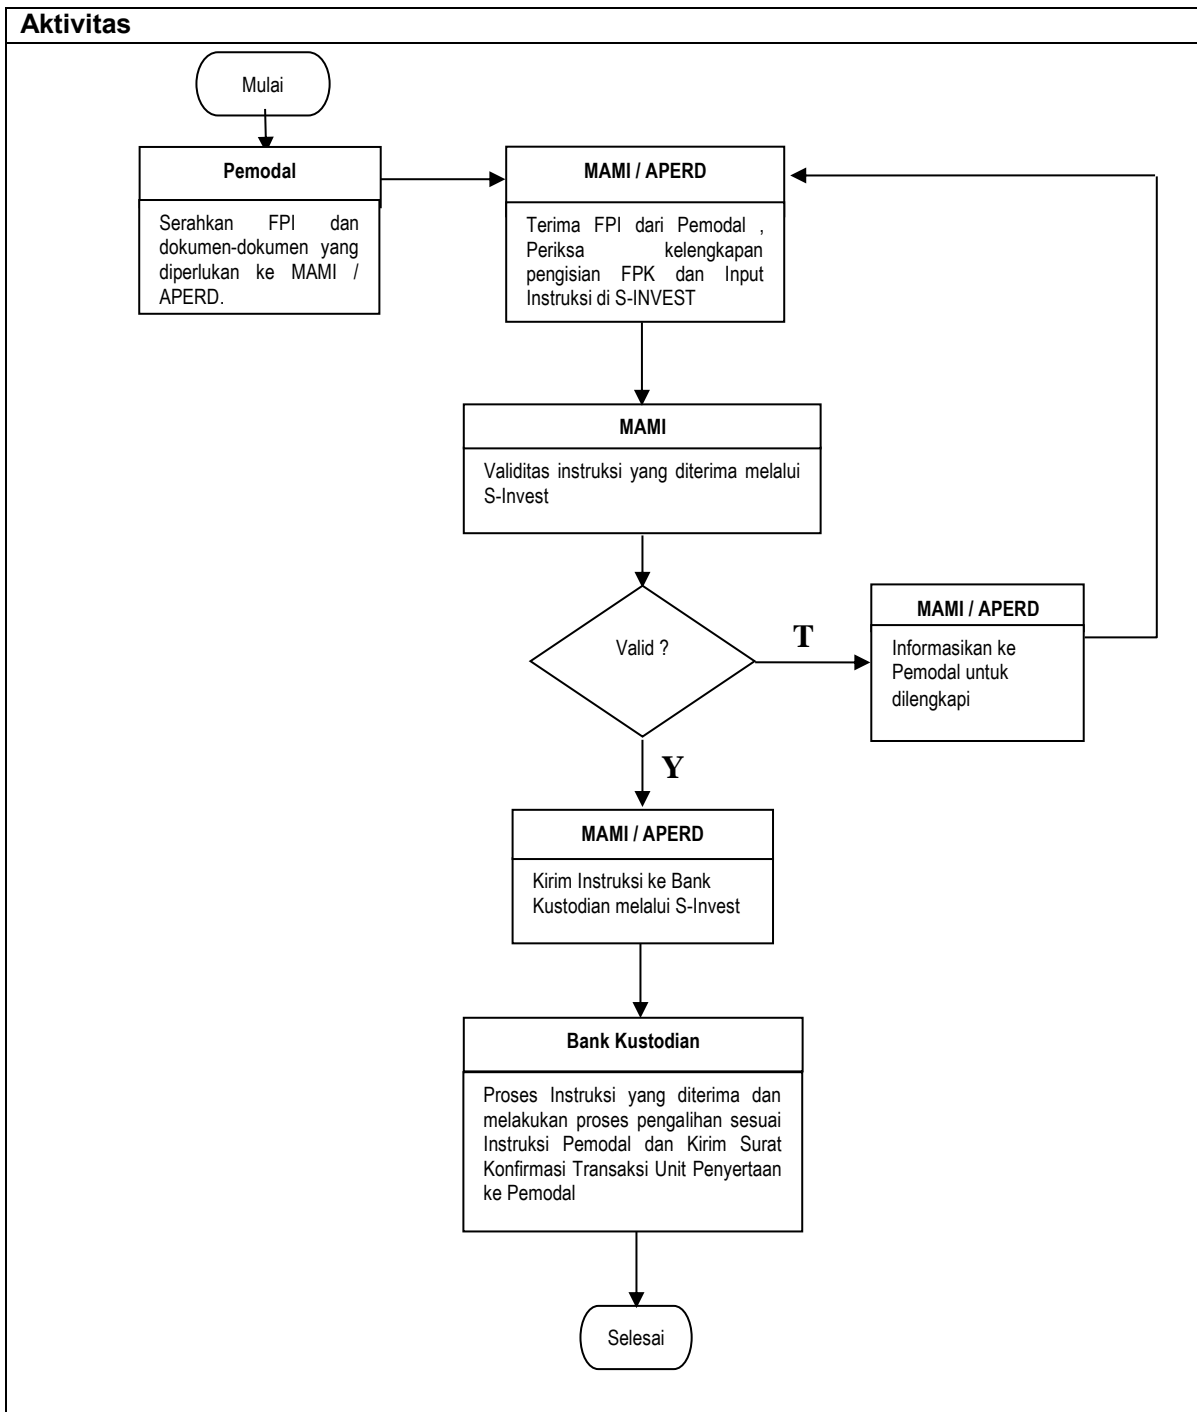 Aktivitas
Mulai
Pemodal
Serahkan FPI dan
dokumen-dokumen yang
diperlukan ke MAMI /
APERD.
MAMI / APERD
Terima FPI dari Pemodal ,
Periksa kelengkapan
pengisian FPK dan Input
Instruksi di S-INVEST
MAMI
Validitas instruksi yang diterima melalui
S-Invest
Valid ?
T
MAMI / APERD
Informasikan ke
Pemodal untuk
dilengkapi
Y
MAMI / APERD
Kirim Instruksi ke Bank
Kustodian melalui S-Invest
Bank Kustodian
Proses Instruksi yang diterima dan
melakukan proses pengalihan sesuai
Instruksi Pemodal dan Kirim Surat
Konfirmasi Transaksi Unit Penyertaan
ke Pemodal
Selesai